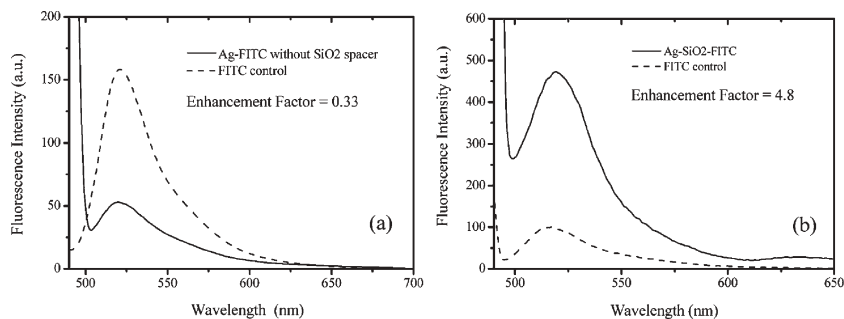 200
150
100
50
0
500
550
600
650
700
Fluorescence Intensity (a.u.)
Wavelength (nm)
Ag-FITC without SiO2 spacer
FITC control
Enhancement Factor = 0.33
(a)
600
500
400
300
200
100
0
500
550
600
650
Fluorescence Intensity (a.u.)
Wavelength (nm)
Ag-SiO2-FITC
FITC control
Enhancement Factor = 4.8
(b)